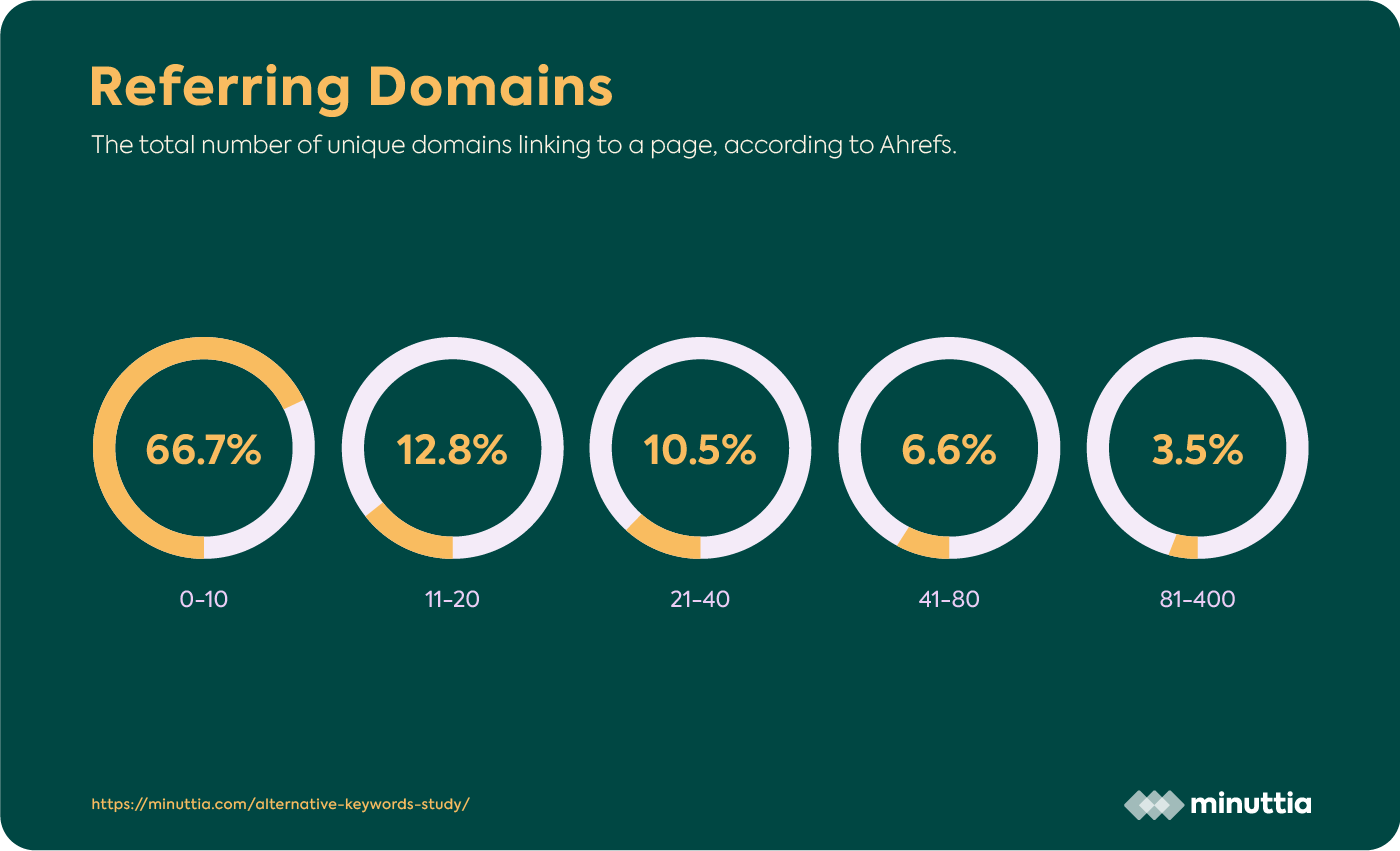 Referring Domains
The total number of unique domains linking to a page, according to Ahrefs.
66.7%
12.8%
10.5%
6.6%
3.5%
0-10
11-20
21-40
41-80
81-400
https://minuttia.com/alternative-keywords-study/
minuttia